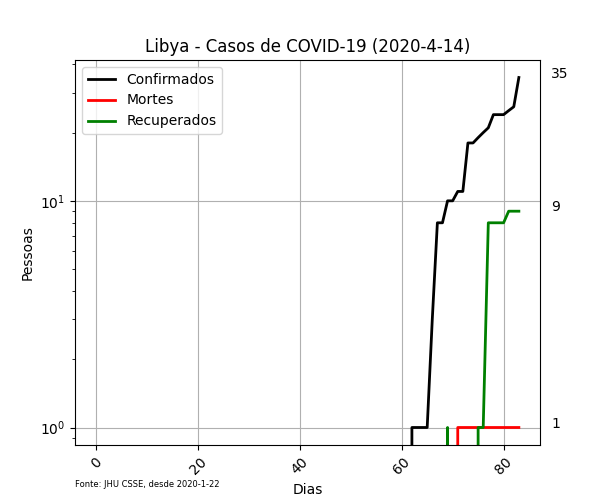 Libya - Casos de COVID-19 (2020-4-14)
Confirmados
Mortes
Recuperados
35
9
1
10¹
10⁰
Pessoas
0
20
40
60
80
Dias
Fonte: JHU CSSE, desde 2020-1-22